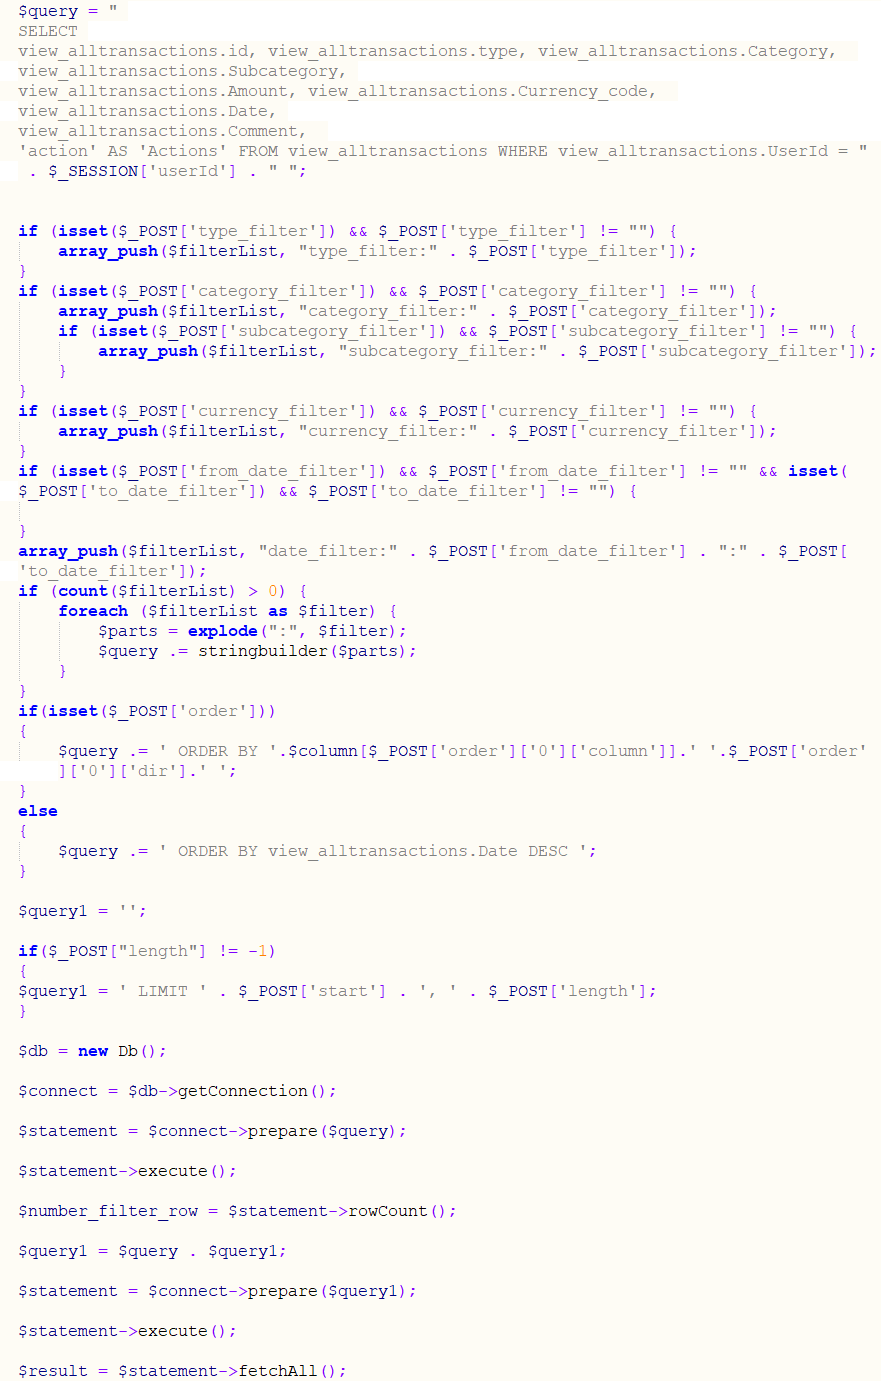 $query = "
SELECT
view_alltransactions.id, view_alltransactions.type, view_alltransactions.Category,
view_alltransactions.Subcategory,
view_alltransactions.Amount, view_alltransactions.Currency_code,
view_alltransactions.Date,
view_alltransactions.Comment,
'action' AS 'Actions' FROM view_alltransactions WHERE view_alltransactions.UserId = "
. $_SESSION['userId'] . " ";
if (isset($_POST['type_filter']) && $_POST['type_filter'] != "") {
array_push($filterList, "type_filter:" . $_POST['type_filter']);
}
if (isset($_POST['category_filter']) && $_POST['category_filter'] != "") {
array_push($filterList, "category_filter:" . $_POST['category_filter']);
if (isset($_POST['subcategory_filter']) && $_POST['subcategory_filter'] != "") {
array_push($filterList, "subcategory_filter:" . $_POST['subcategory_filter']);
}
}
if (isset($_POST['currency_filter']) && $_POST['currency_filter'] != "") {
array_push($filterList, "currency_filter:" . $_POST['currency_filter']);
}
if (isset($_POST['from_date_filter']) && $_POST['from_date_filter'] != "" && isset(
$_POST['to_date_filter']) && $_POST['to_date_filter'] != "") {
}
array_push($filterList, "date_filter:" . $_POST['from_date_filter'] . ":" . $_POST[
'to_date_filter']);
if (count($filterList) > 0) {
foreach ($filterList as $filter) {
$parts = explode(":", $filter);
$query .= stringbuilder($parts);
}
}
if(isset($_POST['order']))
{
$query .= ' ORDER BY '.$column[$_POST['order']['0']['column']].' '.$_POST['order'
]['0']['dir'].' ';
}
else
{
$query .= ' ORDER BY view_alltransactions.Date DESC ';
}
$query1 = '';
if($_POST["length"] != -1)
{
$query1 = ' LIMIT ' . $_POST['start'] . ', ' . $_POST['length'];
}
$db = new Db();
$connect = $db->getConnection();
$statement = $connect->prepare($query);
$statement->execute();
$number_filter_row = $statement->rowCount();
$query1 = $query . $query1;
$statement = $connect->prepare($query1);
$statement->execute();
$result = $statement->fetchAll();